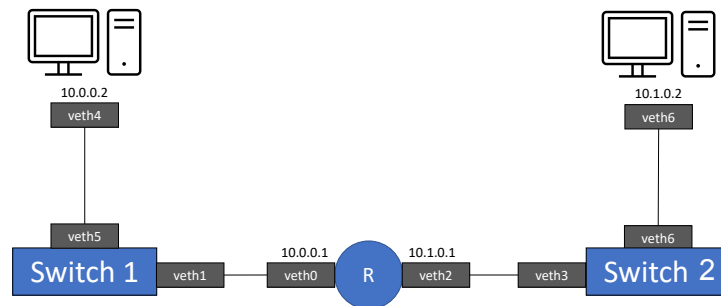 10.0.0.2
veth4
10.1.0.2
veth6
veth5
veth6
10.0.0.1
10.1.0.1
Switch 1
veth1
veth0
R
veth2
veth3
Switch 2